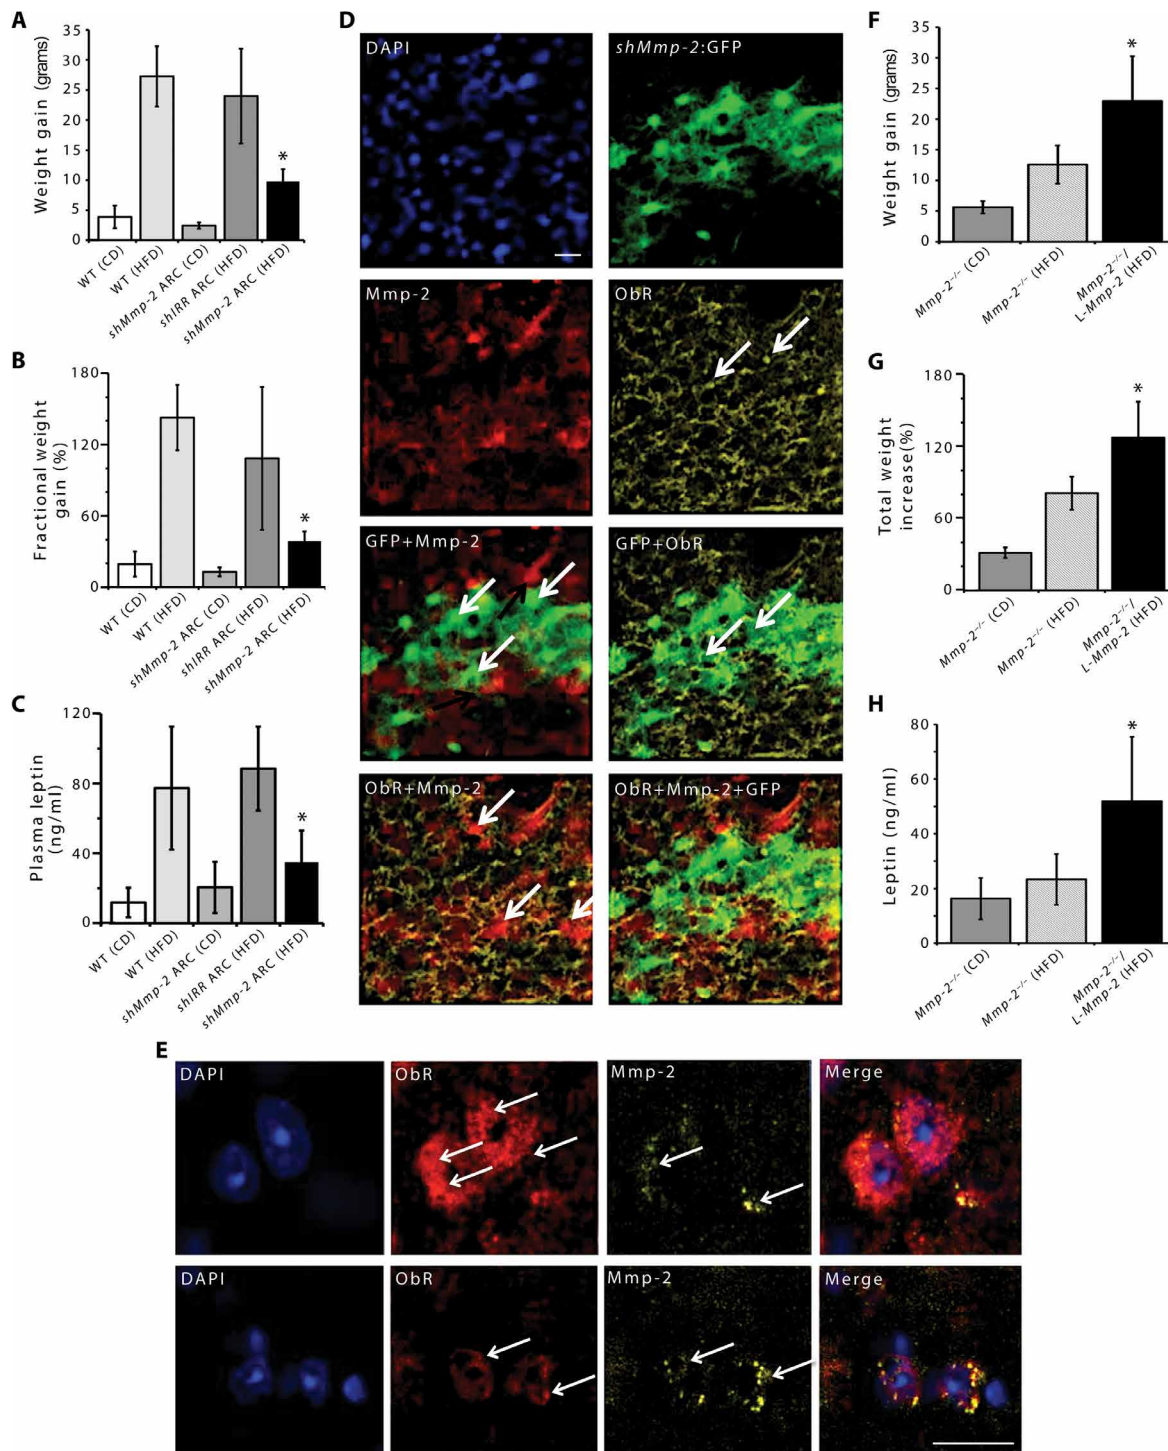 A
Weight gain (grams)
35
30
25
20
15
10
5
0
*
WT (CD)
WT (HFD)
shMmp-2 ARC (CD)
shIRR ARC (HFD)
shMmp-2 ARC (HFD)
B
Fractional weight
gain (%)
180
120
60
0
*
WT (CD)
WT (HFD)
shMmp-2 ARC (CD)
shIRR ARC (HFD)
shMmp-2 ARC (HFD)
C
Plasma leptin
(ng/ml)
120
80
40
0
*
WT (CD)
WT (HFD)
shMmp-2 ARC (CD)
shIRR ARC (HFD)
shMmp-2 ARC (HFD)
D
DAPI
shMmp-2:GFP
Mmp-2
ObR
GFP+Mmp-2
GFP+ObR
ObR+Mmp-2
ObR+Mmp-2+GFP
E
DAPI
ObR
Mmp-2
Merge
DAPI
ObR
Mmp-2
Merge
F
Weight gain (grams)
35
30
25
20
15
10
5
0
*
Mmp-2⁻/⁻ (CD)
Mmp-2⁻/⁻ (HFD)
Mmp-2⁻/⁻/
L-Mmp-2 (HFD)
G
Total weight
increase(%)
180
120
60
0
*
Mmp-2⁻/⁻ (CD)
Mmp-2⁻/⁻ (HFD)
Mmp-2⁻/⁻/
L-Mmp-2 (HFD)
H
Leptin (ng/ml)
80
60
40
20
0
*
Mmp-2⁻/⁻ (CD)
Mmp-2⁻/⁻ (HFD)
Mmp-2⁻/⁻/
L-Mmp-2 (HFD)